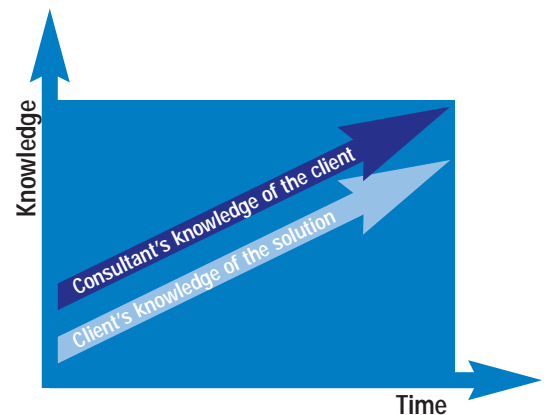 Knowledge
Consultant's knowledge of the client
Client's knowledge of the solution
Time